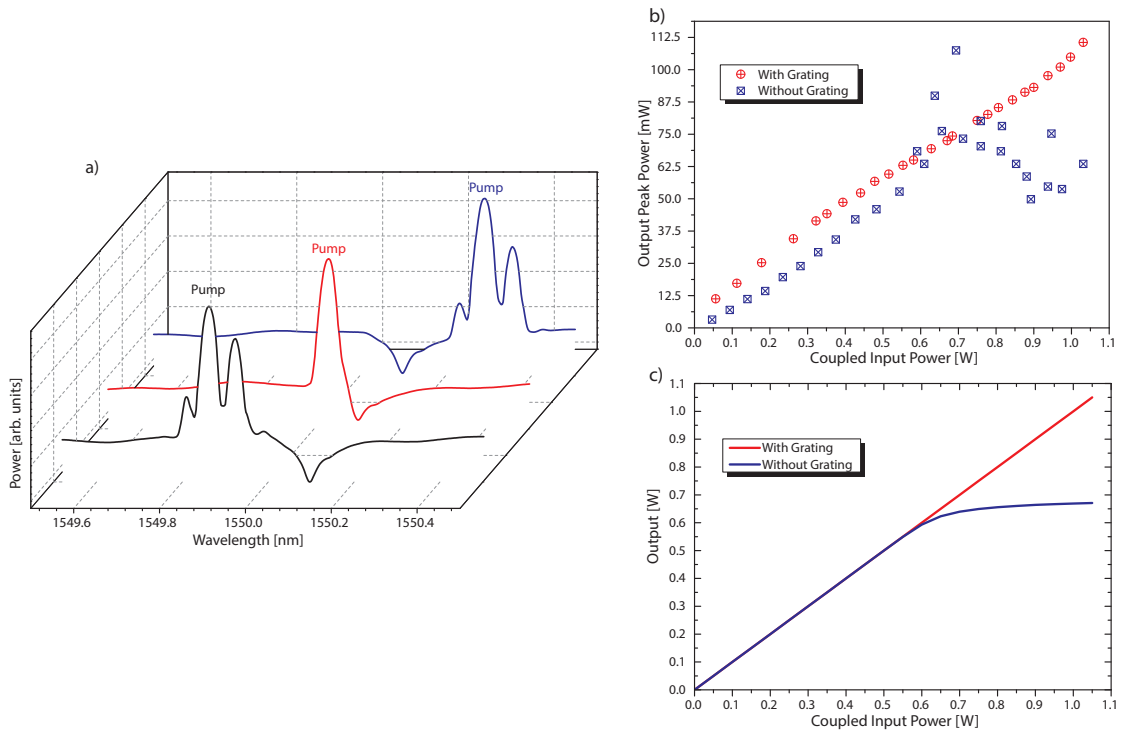 a)
Pump
Pump
Pump
Power [arb. units]
1549.6 1549.8 1550.0 1550.2 1550.4
Wavelength [nm]
b)
112.5
100.0
87.5
75.0
62.5
50.0
37.5
25.0
12.5
0.0
Output Peak Power [mW]
With Grating
Without Grating
0.0 0.1 0.2 0.3 0.4 0.5 0.6 0.7 0.8 0.9 1.0 1.1
Coupled Input Power [W]
c)
1.1
1.0
0.9
0.8
0.7
0.6
0.5
0.4
0.3
0.2
0.1
0.0
Output [W]
With Grating
Without Grating
0.0 0.1 0.2 0.3 0.4 0.5 0.6 0.7 0.8 0.9 1.0 1.1
Coupled Input Power [W]